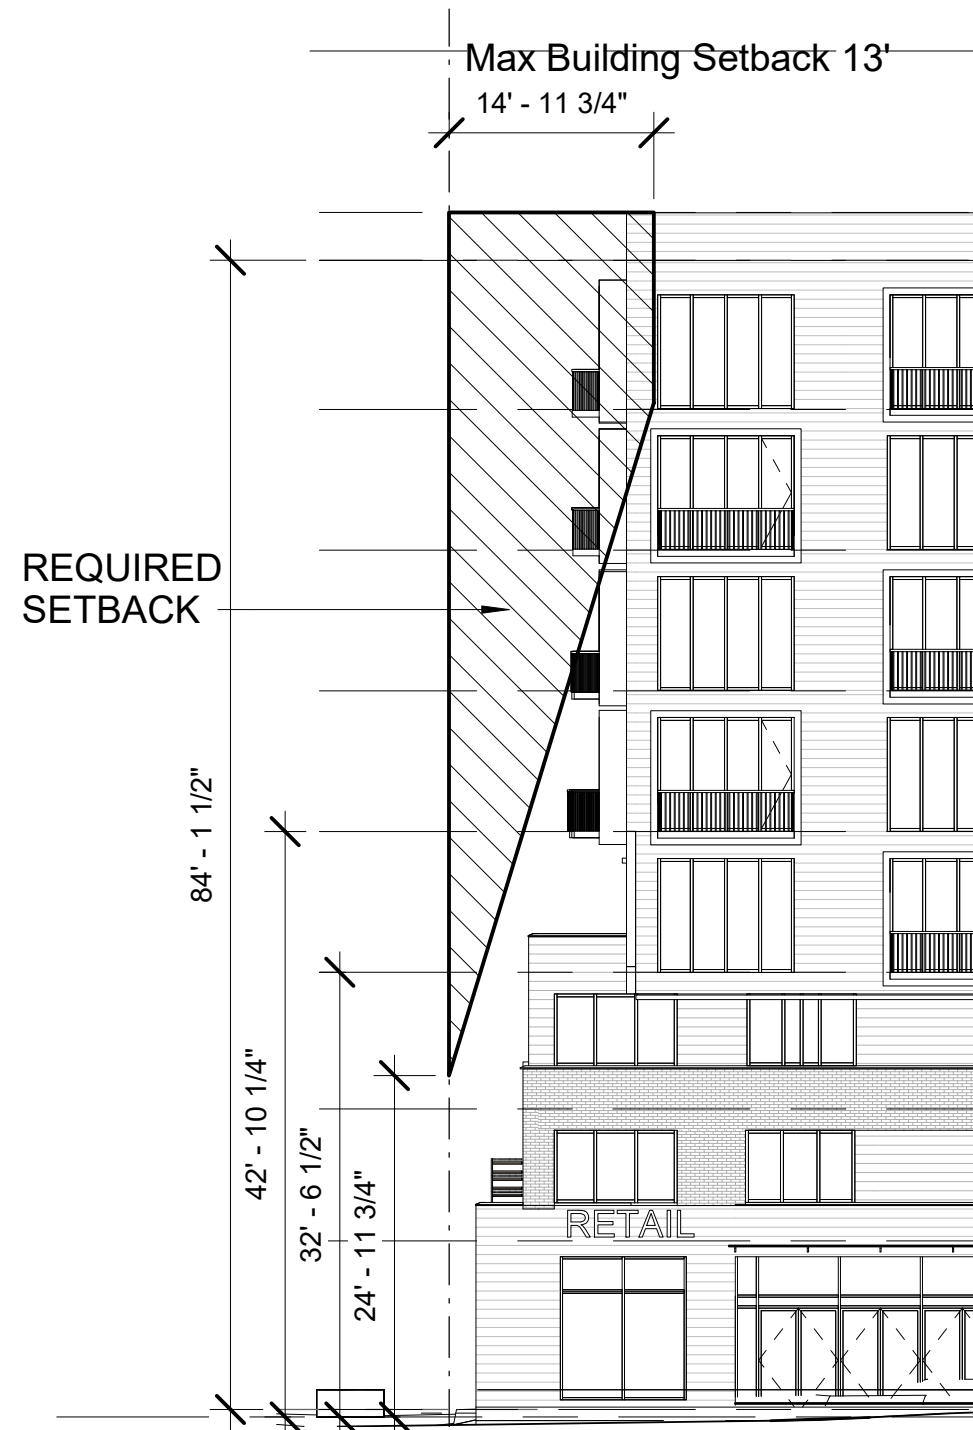 Max Building Setback 13'
14' - 11 3/4"
REQUIRED
SETBACK
84' - 1 1/2"
42' - 10 1/4"
32' - 6 1/2"
24' - 11 3/4"
RETAIL